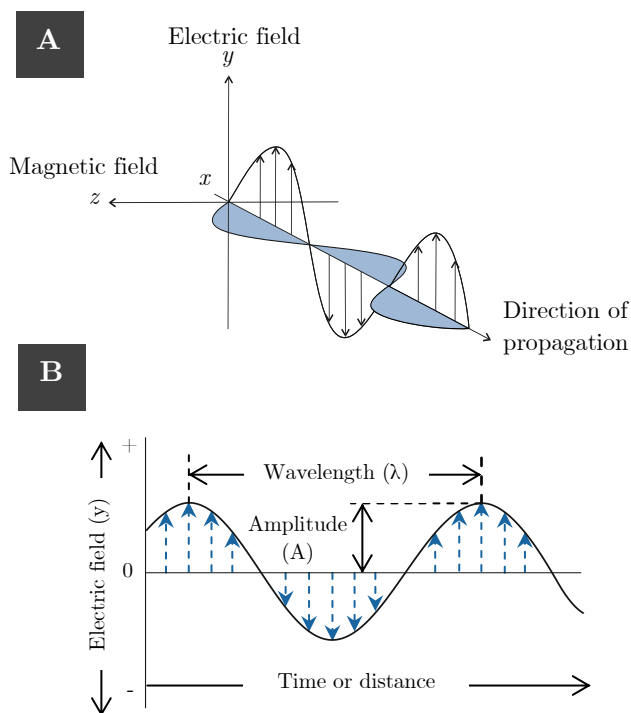 A
Electric field
y
Magnetic field
x
z
Direction of
propagation
B
+
Wavelength (λ)
Amplitude
(A)
Electric field (y)
0
Time or distance
-